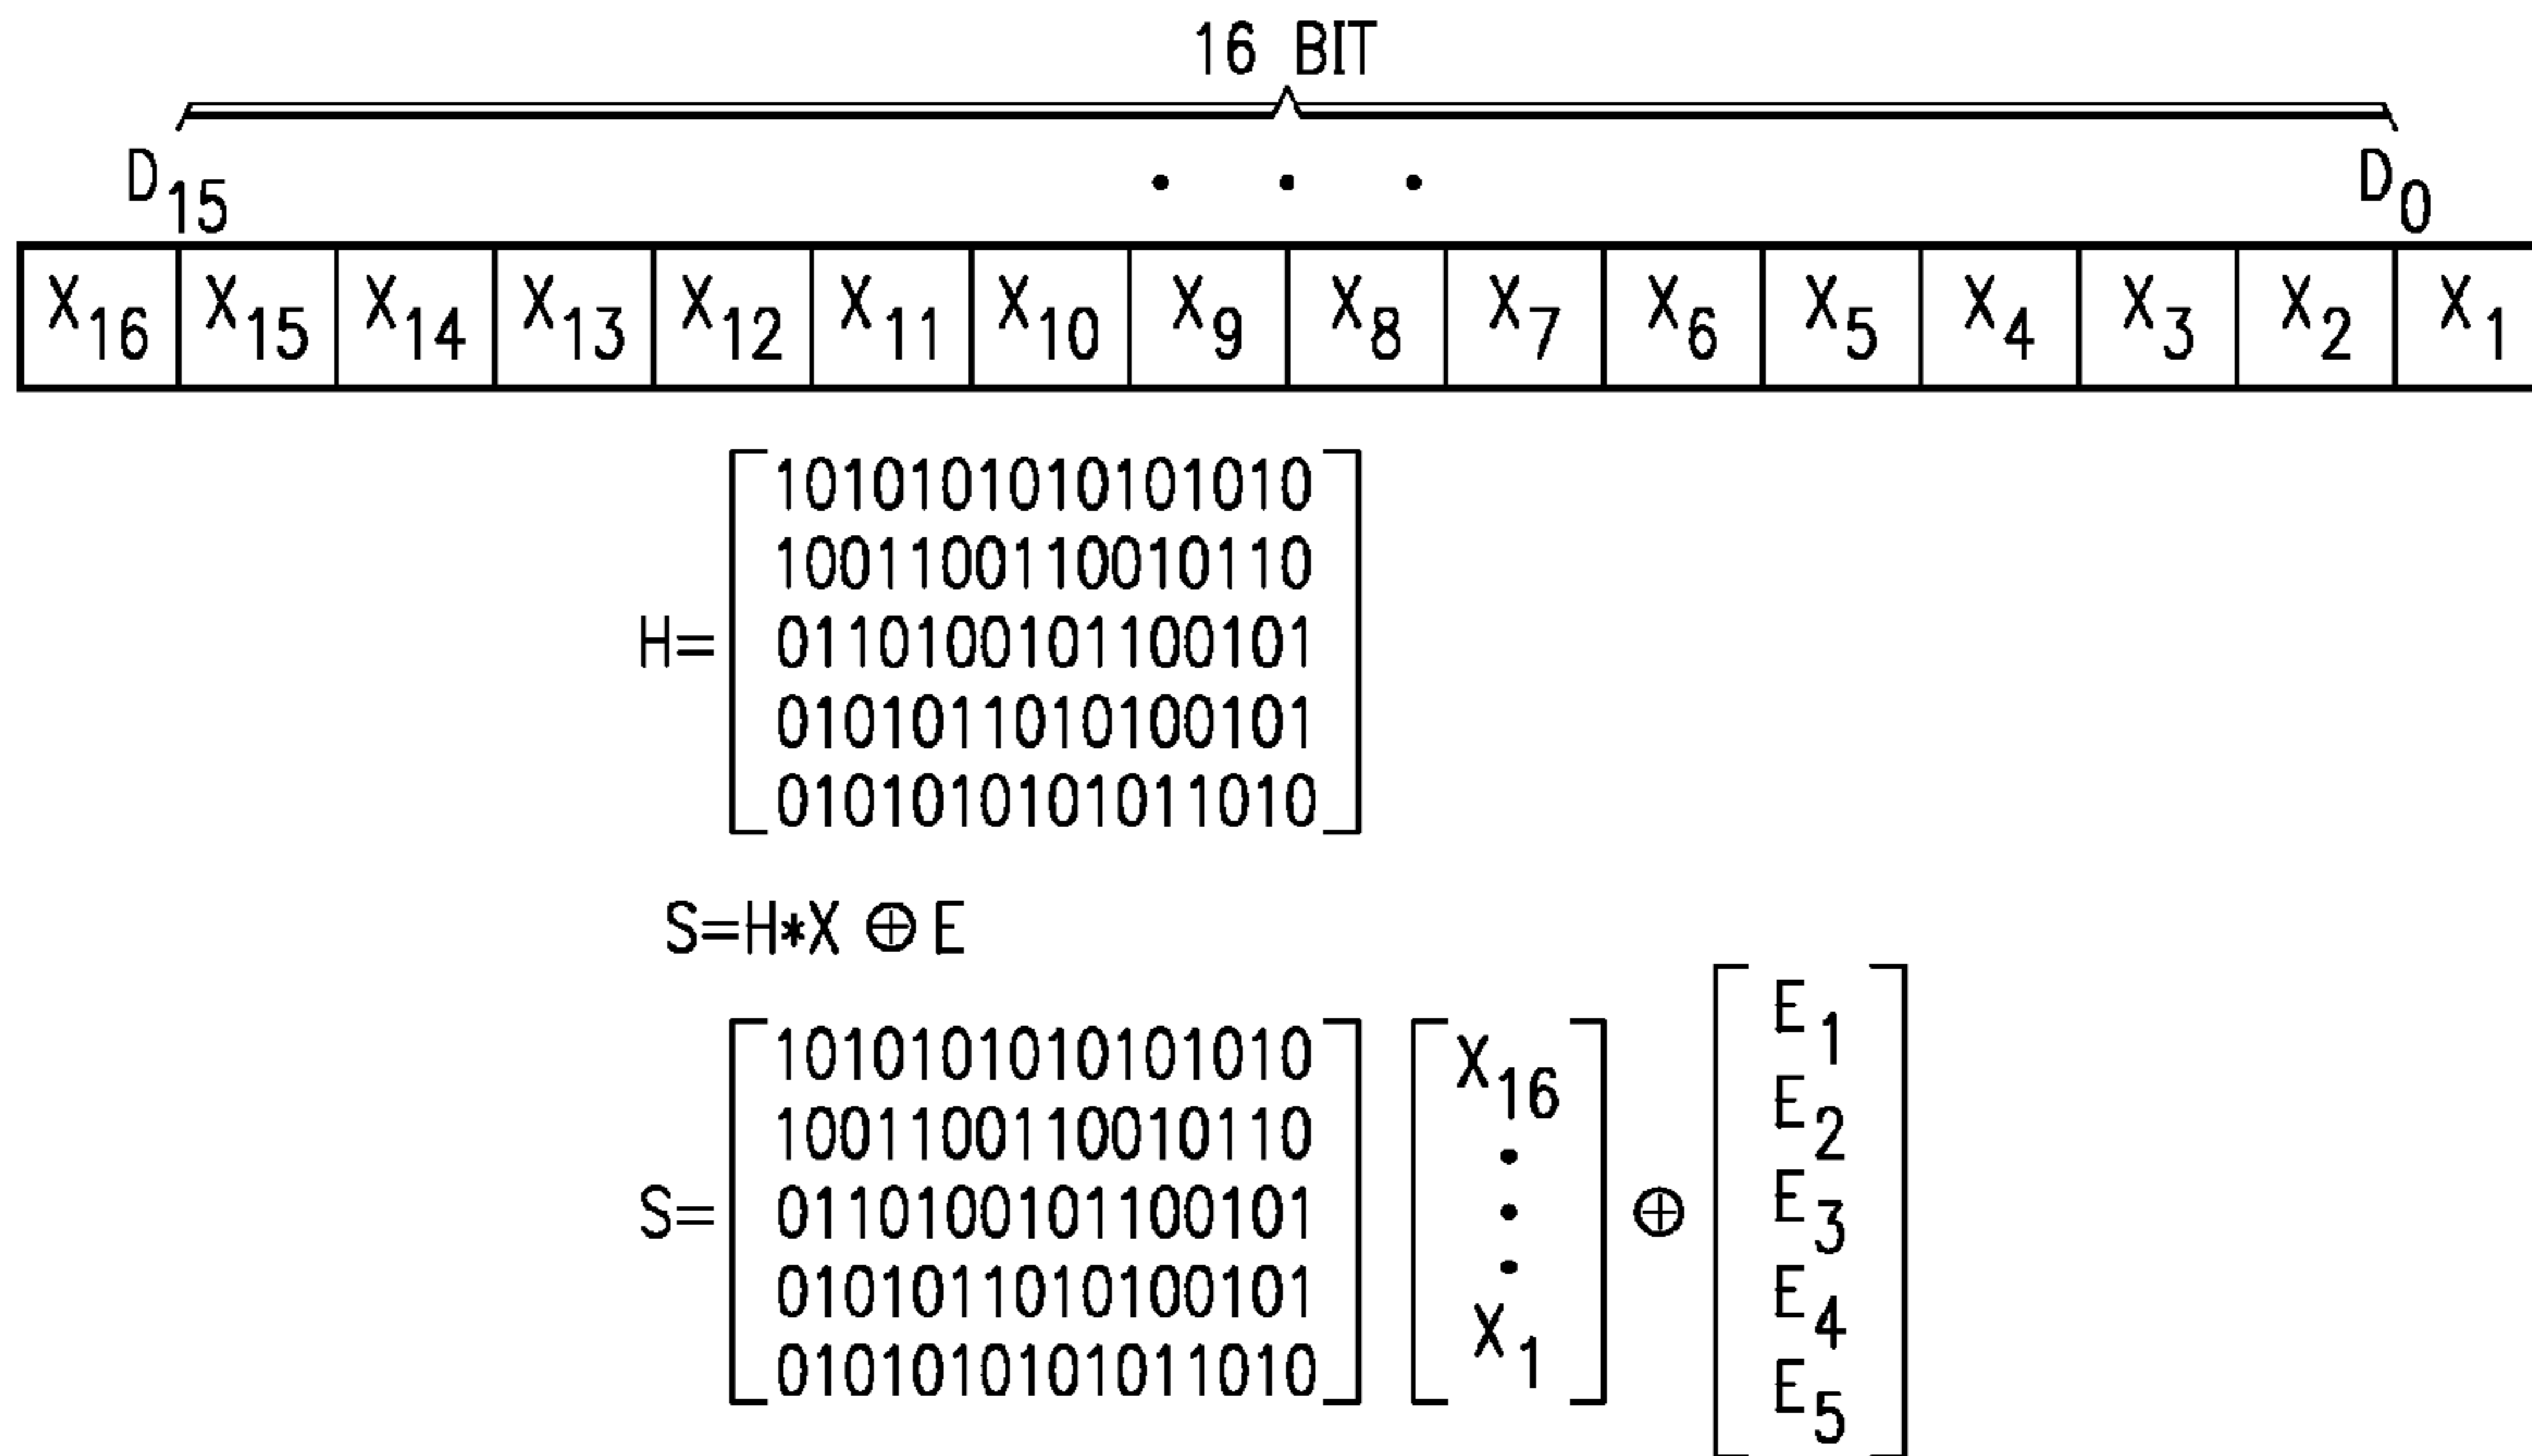 16 BIT
D15 • • • D0
X16 X15 X14 X13 X12 X11 X10 X9 X8 X7 X6 X5 X4 X3 X2 X1
1010101010101010
1001100110010110
H= 0110100101100101
0101011010100101
0101010101011010
S=H*X ⊕ E
1010101010101010 X16 E1
1001100110010110 • E2
S= 0110100101100101 • ⊕ E3
0101011010100101 • E4
0101010101011010 X1 E5